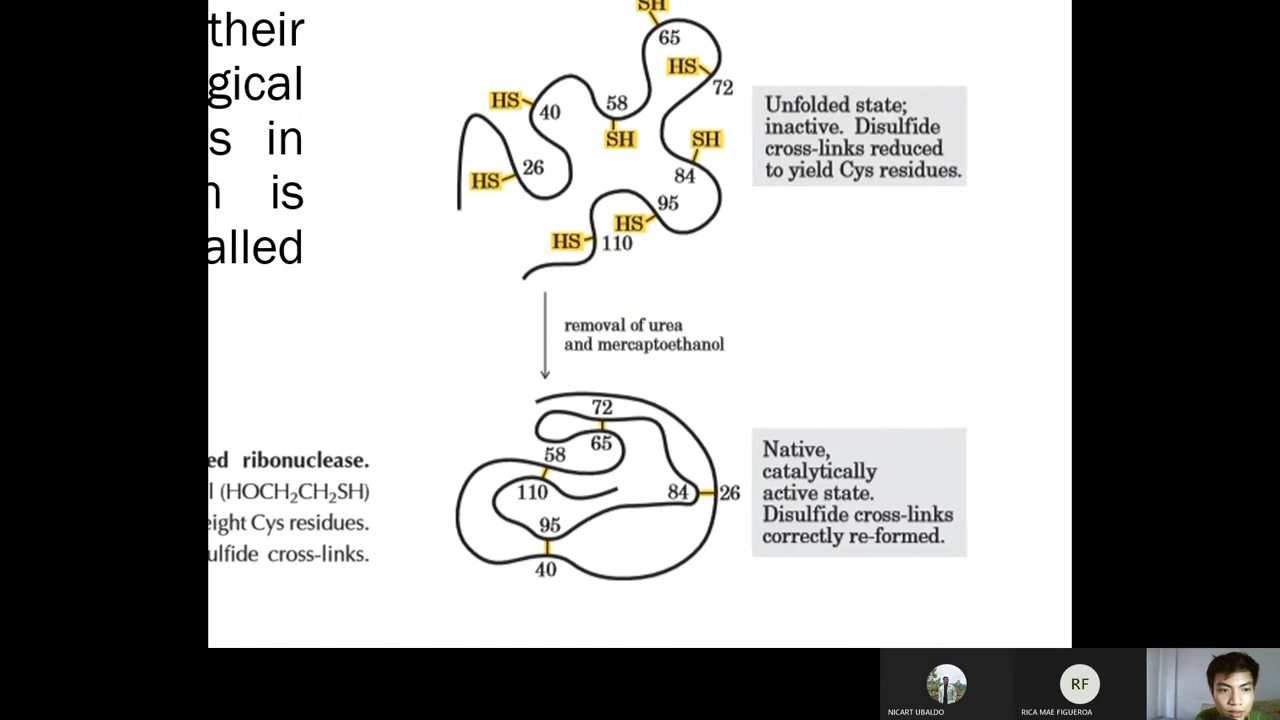 their
gical
s in
n is
alled
SH
65
HS
72
HS
40
58
SH
SH
26
HS
84
95
HS
HS
110
Unfolded state;
inactive. Disulfide
cross-links reduced
to yield Cys residues.
removal of urea
and mercaptoethanol
72
65
58
110
84
26
95
40
Native,
catalytically
active state.
Disulfide cross-links
correctly re-formed.
ed ribonuclease.
l (HOCH₂CH₂SH)
eight Cys residues.
ulfide cross-links.
RF
NICART UBALDO
RICA MAE FIGUEROA